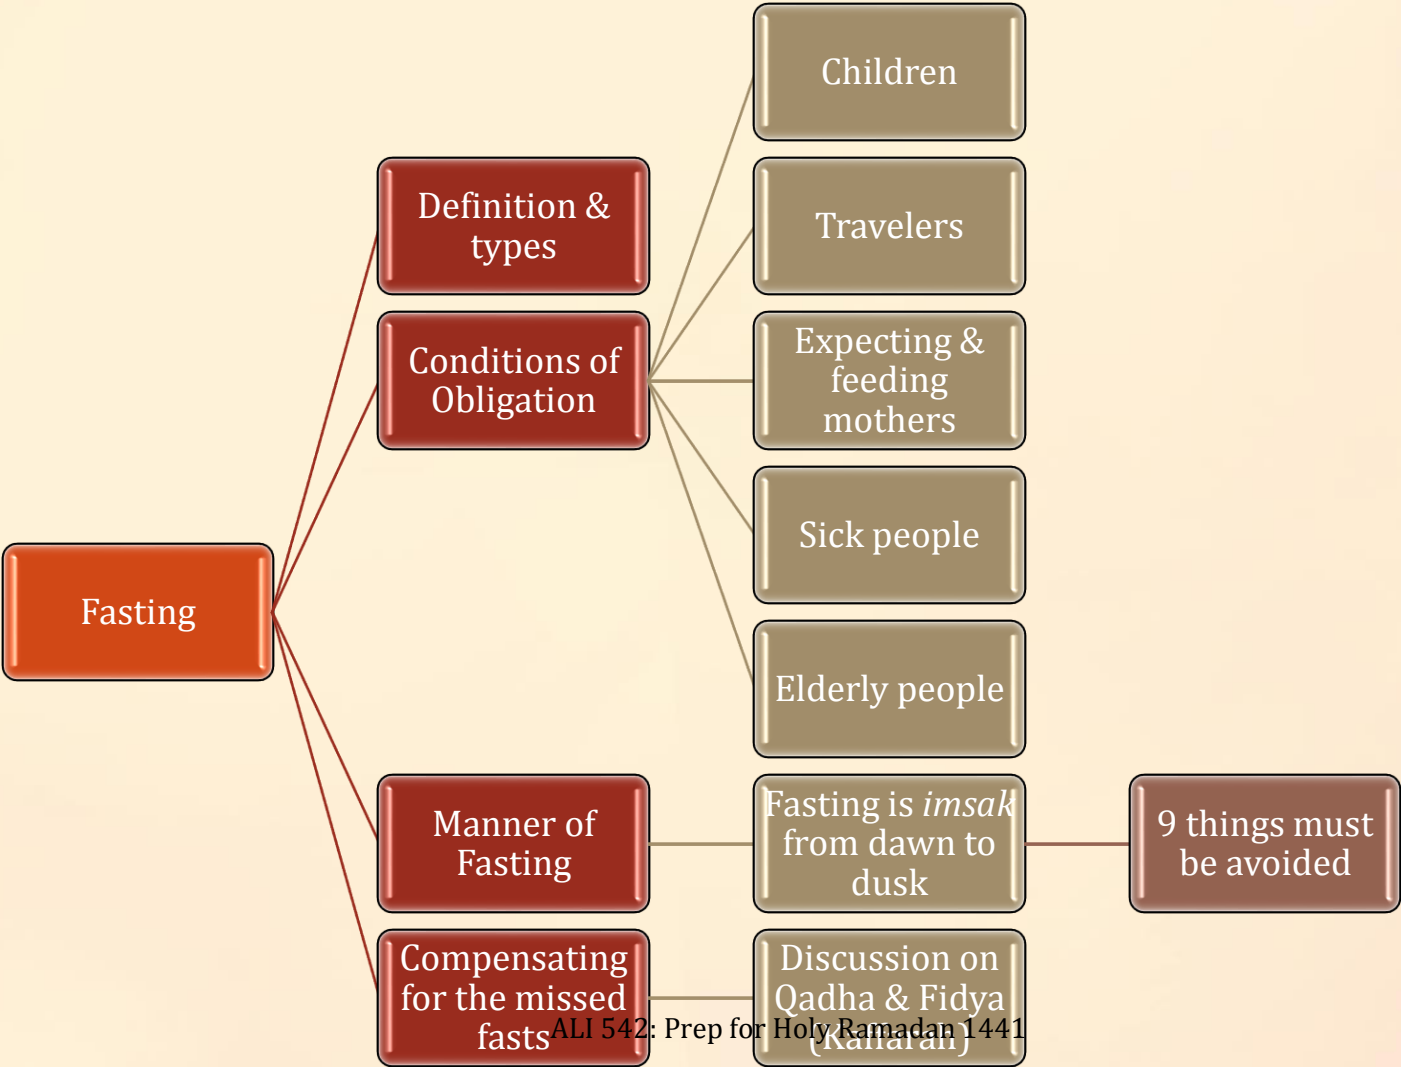 Children
Definition &
types
Travelers
Conditions of
Obligation
Expecting &
feeding
mothers
Sick people
Fasting
Elderly people
Manner of
Fasting
Fasting is imsak
from dawn to
dusk
9 things must
be avoided
Compensating
for the missed
fasts
Discussion on
Qadha & Fidya
(Kaffarah)
ALI 542: Prep for Holy Ramadan 1441